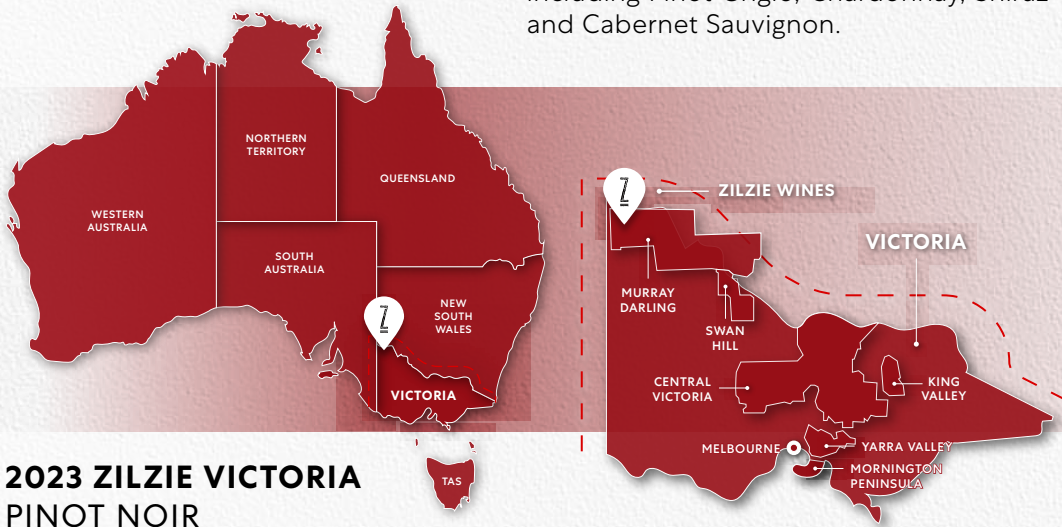 and Cabernet Sauvignon.
NORTHERN
TERRITORY
QUEENSLAND
WESTERN
AUSTRALIA
SOUTH
AUSTRALIA
NEW
SOUTH
WALES
Z
VICTORIA
TAS
Z
ZILZIE WINES
VICTORIA
MURRAY
DARLING
SWAN
HILL
CENTRAL
VICTORIA
KING
VALLEY
MELBOURNE
YARRA VALLEY
MORNINGTON
PENINSULA
2023 ZILZIE VICTORIA
PINOT NOIR